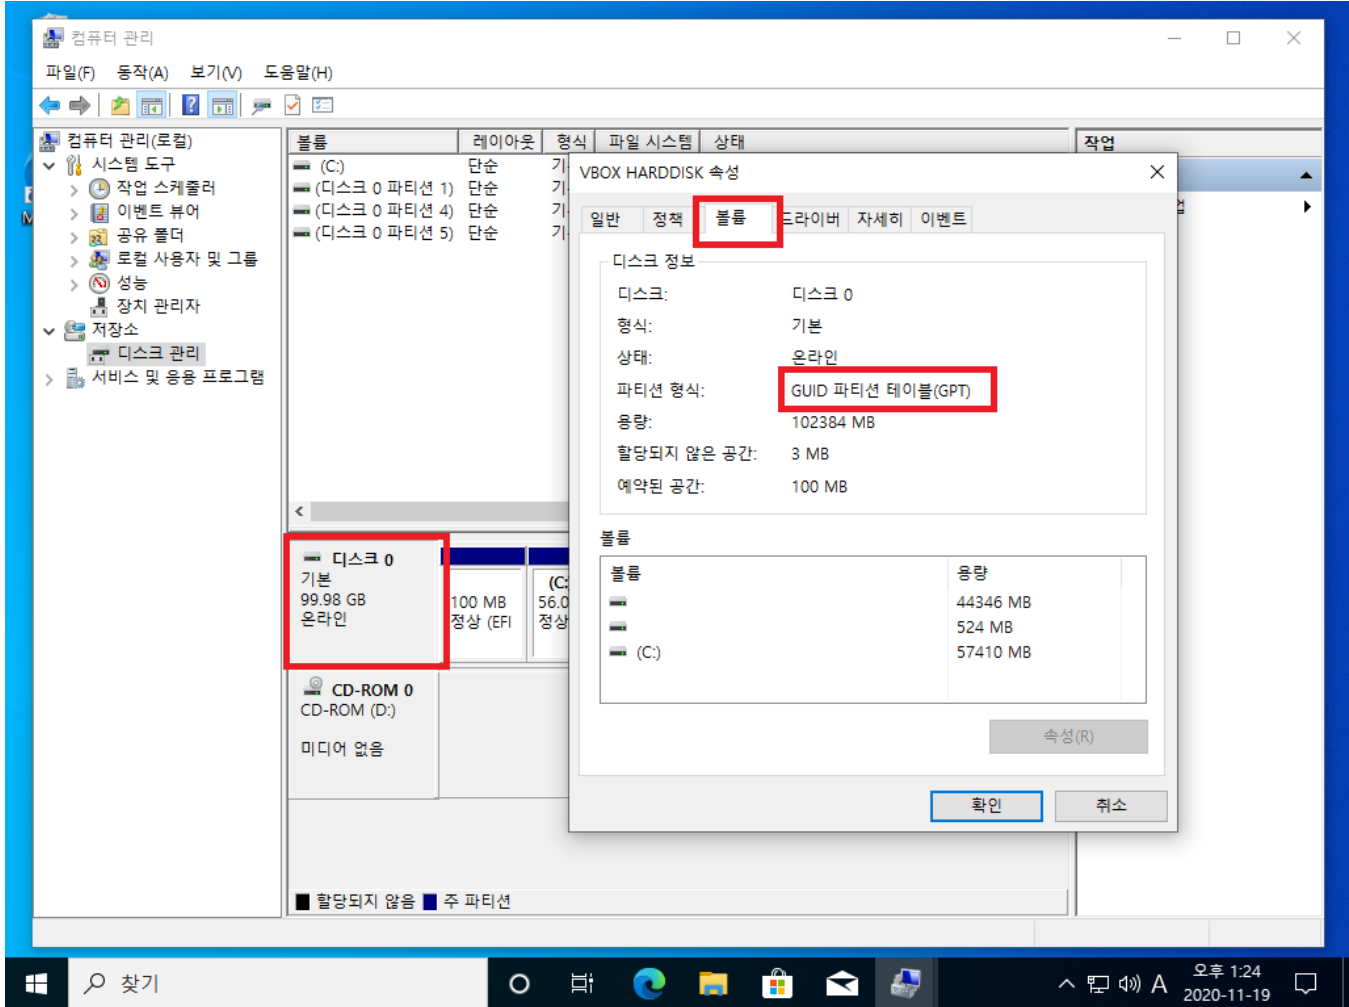 컴퓨터 관리
파일(F) 동작(A) 보기(V) 도움말(H)
컴퓨터 관리(로컬)
시스템 도구
작업 스케줄러
이벤트 뷰어
공유 폴더
로컬 사용자 및 그룹
성능
장치 관리자
저장소
디스크 관리
서비스 및 응용 프로그램
볼륨 레이아웃 형식 파일 시스템 상태
(C:) 단순
(디스크 0 파티션 1) 단순
(디스크 0 파티션 4) 단순
(디스크 0 파티션 5) 단순
작업
VBOX HARDDISK 속성
일반 정책 볼륨 드라이버 자세히 이벤트
디스크 정보
디스크: 디스크 0
형식: 기본
상태: 온라인
파티션 형식: GUID 파티션 테이블(GPT)
용량: 102384 MB
할당되지 않은 공간: 3 MB
예약된 공간: 100 MB
볼륨
볼륨 용량
44346 MB
524 MB
(C:) 57410 MB
속성(R)
확인 취소
디스크 0
기본
99.98 GB
온라인
100 MB
정상 (EFI
(C:
56.0
정상
CD-ROM 0
CD-ROM (D:)
미디어 없음
할당되지 않음 주 파티션
찾기
A
오후 1:24
2020-11-19